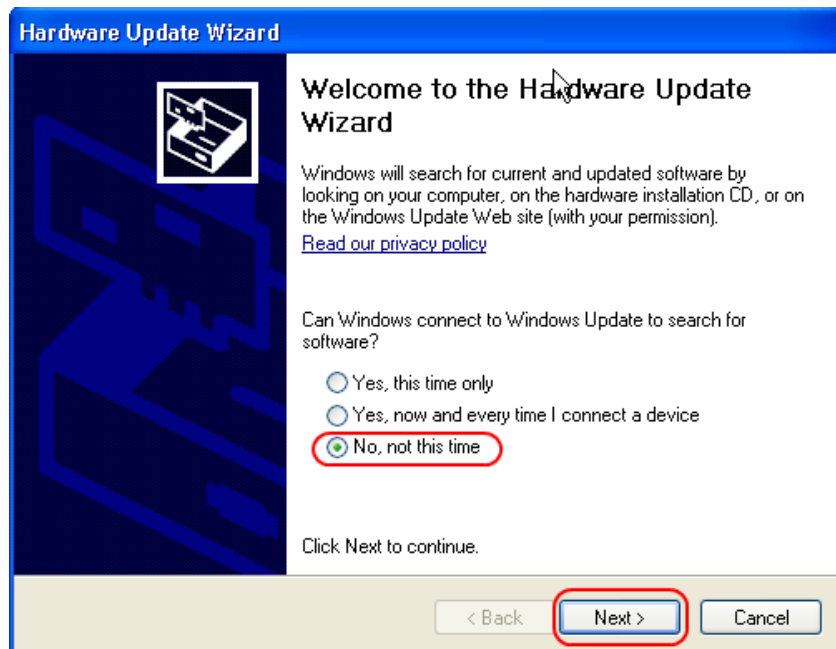 Hardware Update Wizard
Welcome to the Hardware Update
Wizard
Windows will search for current and updated software by
looking on your computer, on the hardware installation CD, or on
the Windows Update Web site (with your permission).
Read our privacy policy
Can Windows connect to Windows Update to search for
software?
Yes, this time only
Yes, now and every time I connect a device
No, not this time
Click Next to continue.
< Back Next > Cancel